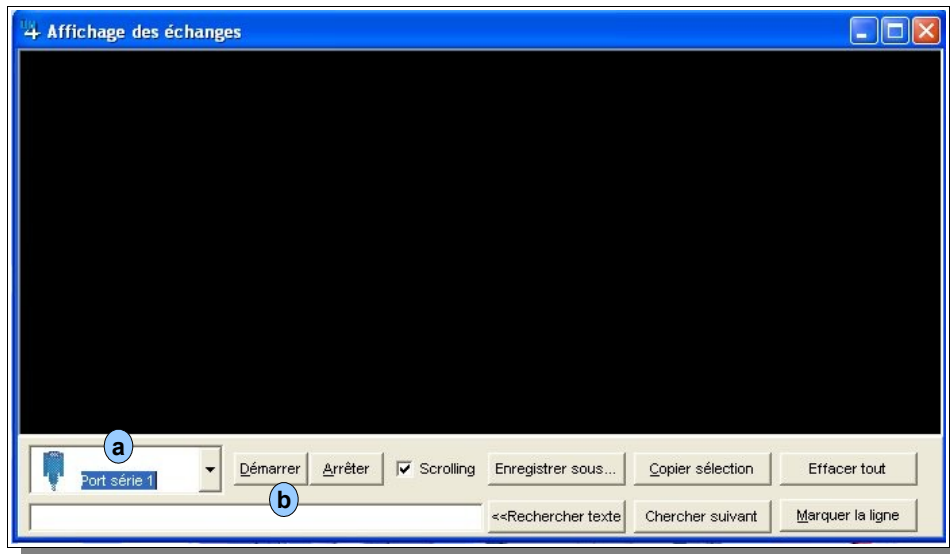 Affichage des échanges
a
Port série 1 Démarrer Arrêter Scrolling Enregistrer sous... Copier sélection Effacer tout
b
<<Rechercher texte Chercher suivant Marquer la ligne